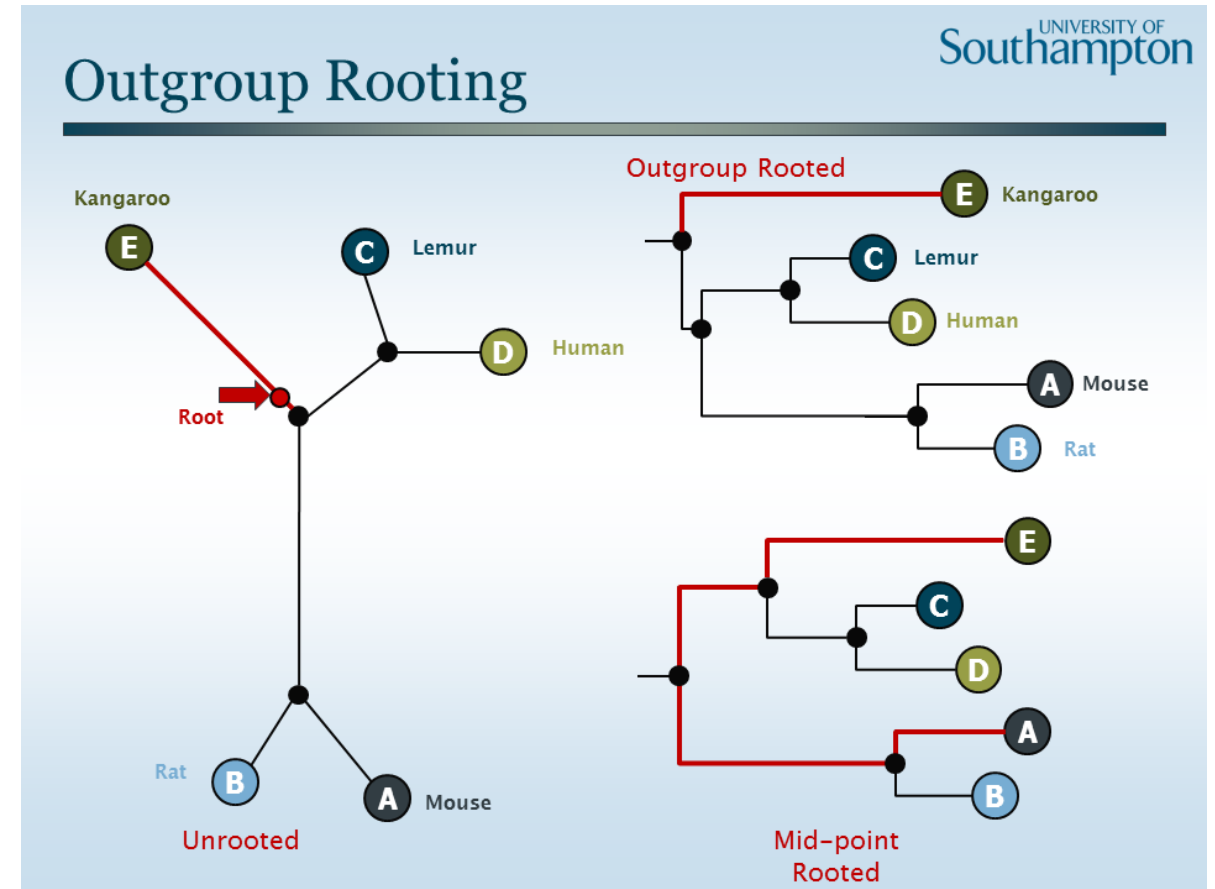 UNIVERSITY OF
Southampton
Outgroup Rooting
Kangaroo
E
C
Lemur
D
Human
Root
Rat
B
A
Mouse
Unrooted
Outgroup Rooted
E
Kangaroo
C
Lemur
D
Human
A
Mouse
B
Rat
E
C
D
A
B
Mid-point
Rooted